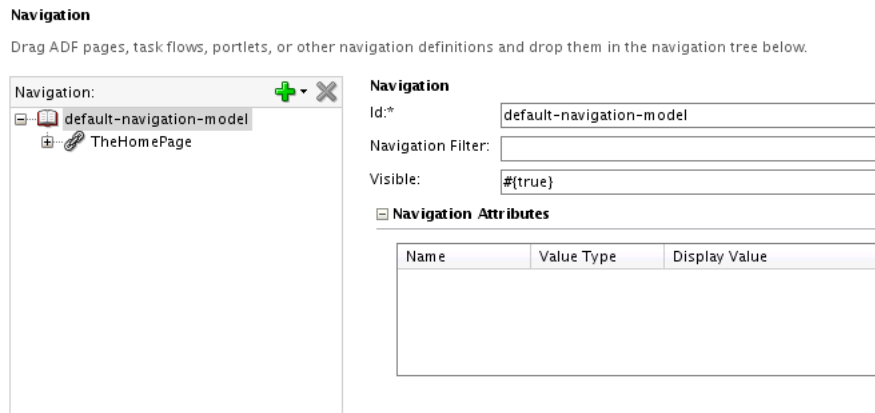 Navigation
Drag ADF pages, task flows, portlets, or other navigation definitions and drop them in the navigation tree below.
Navigation:
default-navigation-model
TheHomePage
Navigation
Id:* default-navigation-model
Navigation Filter:
Visible: #{true}
Navigation Attributes
Name Value Type Display Value